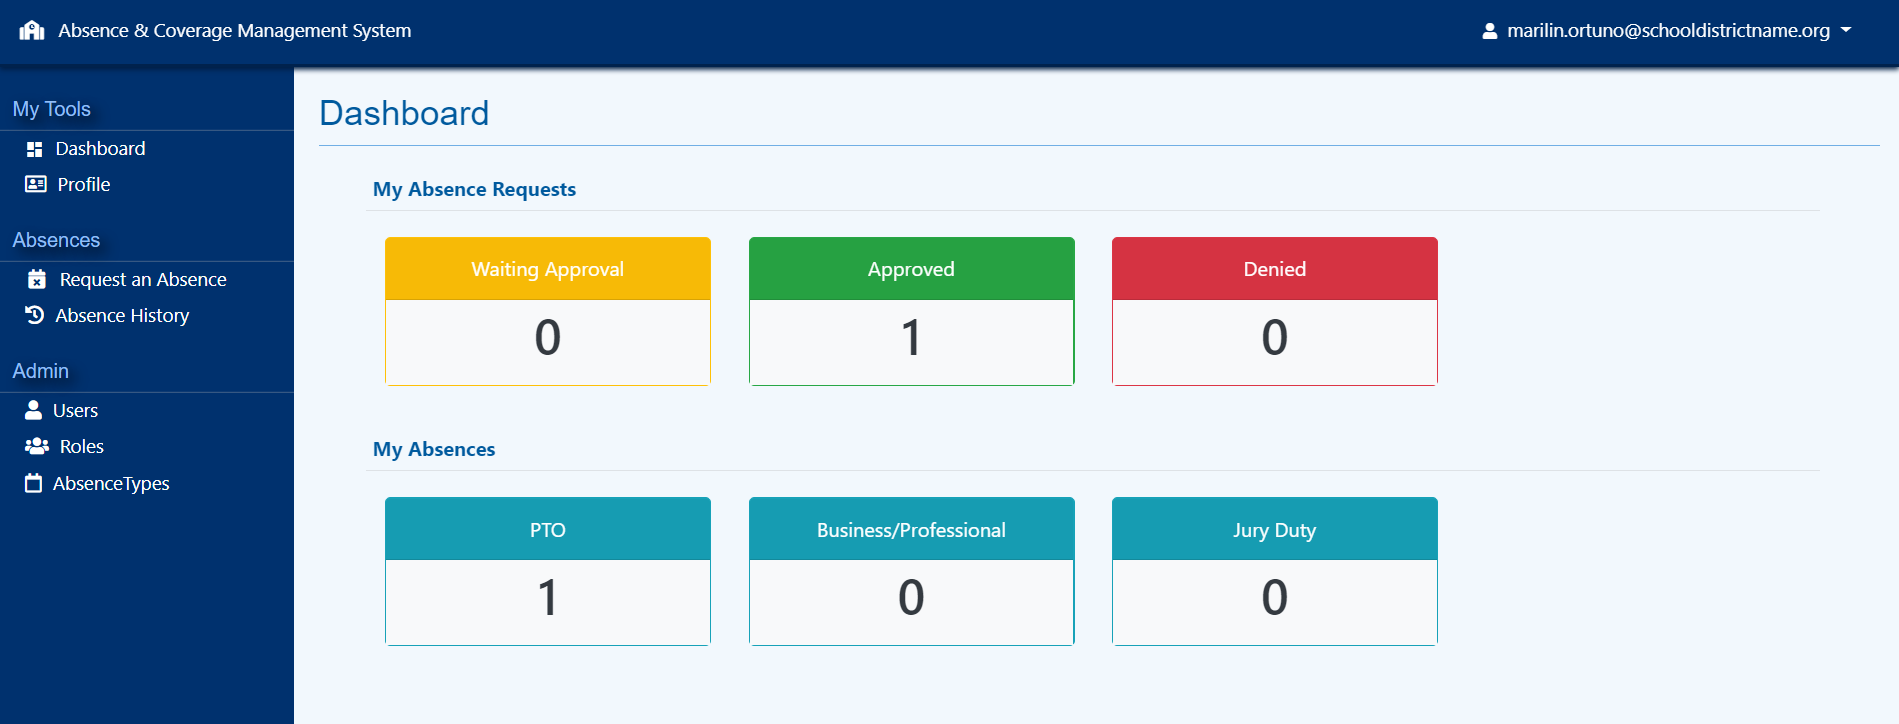 Absence & Coverage Management System
marilin.ortuno@schooldistrictname.org
My Tools
Dashboard
Profile
Absences
Request an Absence
Absence History
Admin
Users
Roles
AbsenceTypes
Dashboard
My Absence Requests
Waiting Approval
0
Approved
1
Denied
0
My Absences
PTO
1
Business/Professional
0
Jury Duty
0